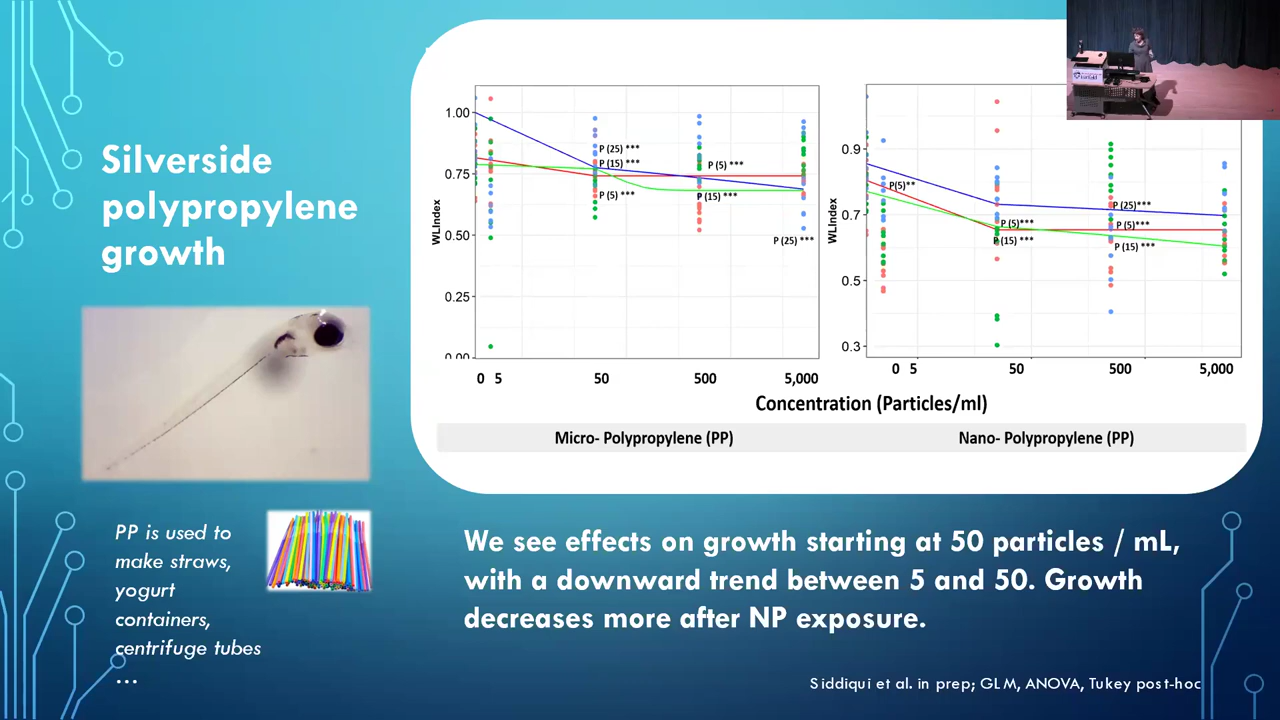 Silverside
polypropylene
growth
PP is used to
make straws,
yogurt
containers,
centrifuge tubes
...
WLIndex
1.00
0.75
0.50
0.25
0.00
P (25) ***
P (15) ***
P (5) ***
P (5) ***
P (15) ***
P (25) ***
0 5 50 500 5,000
WLIndex
0.9
0.7
0.5
0.3
P(5)**
P (5)***
P (15) ***
P (25)***
P (5)***
P (15) ***
0 5 50 500 5,000
Concentration (Particles/ml)
Micro- Polypropylene (PP)
Nano- Polypropylene (PP)
We see effects on growth starting at 50 particles / mL,
with a downward trend between 5 and 50. Growth
decreases more after NP exposure.
Siddiqui et al. in prep; GLM, ANOVA, Tukey post-hoc